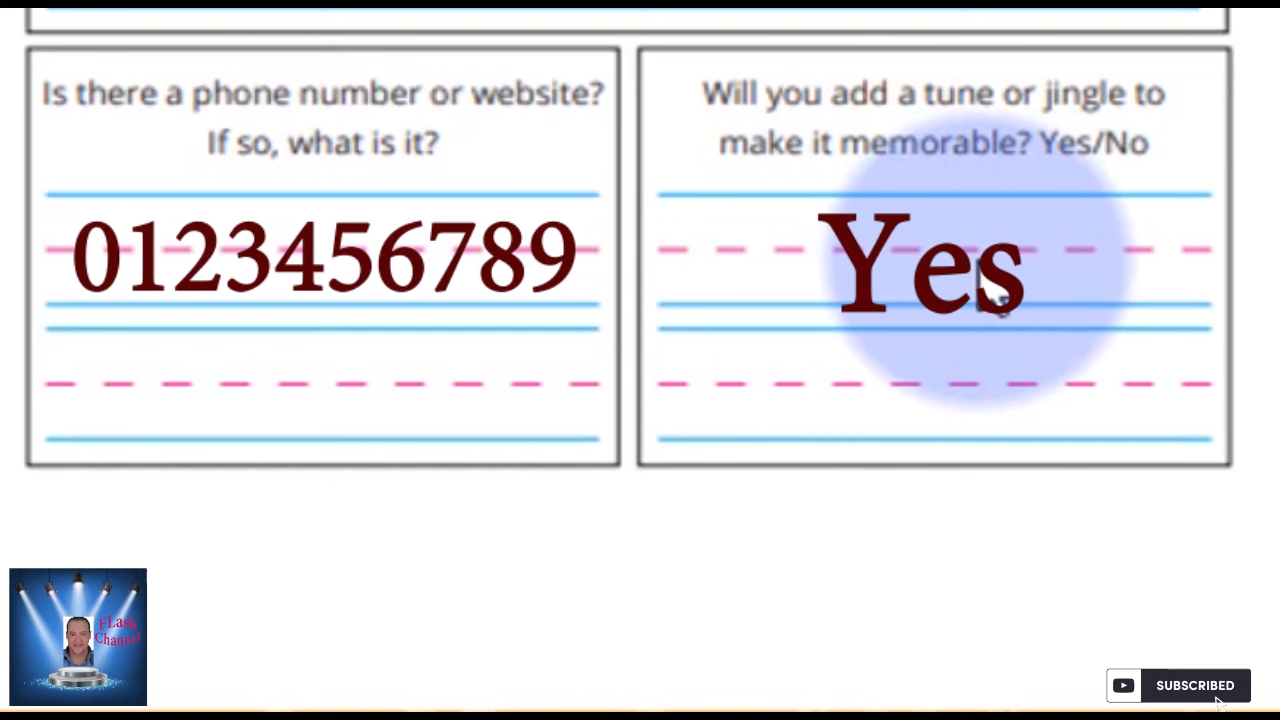 Is there a phone number or website?
If so, what is it?
0123456789
Will you add a tune or jingle to
make it memorable? Yes/No
Yes
FLash
Channel
SUBSCRIBED